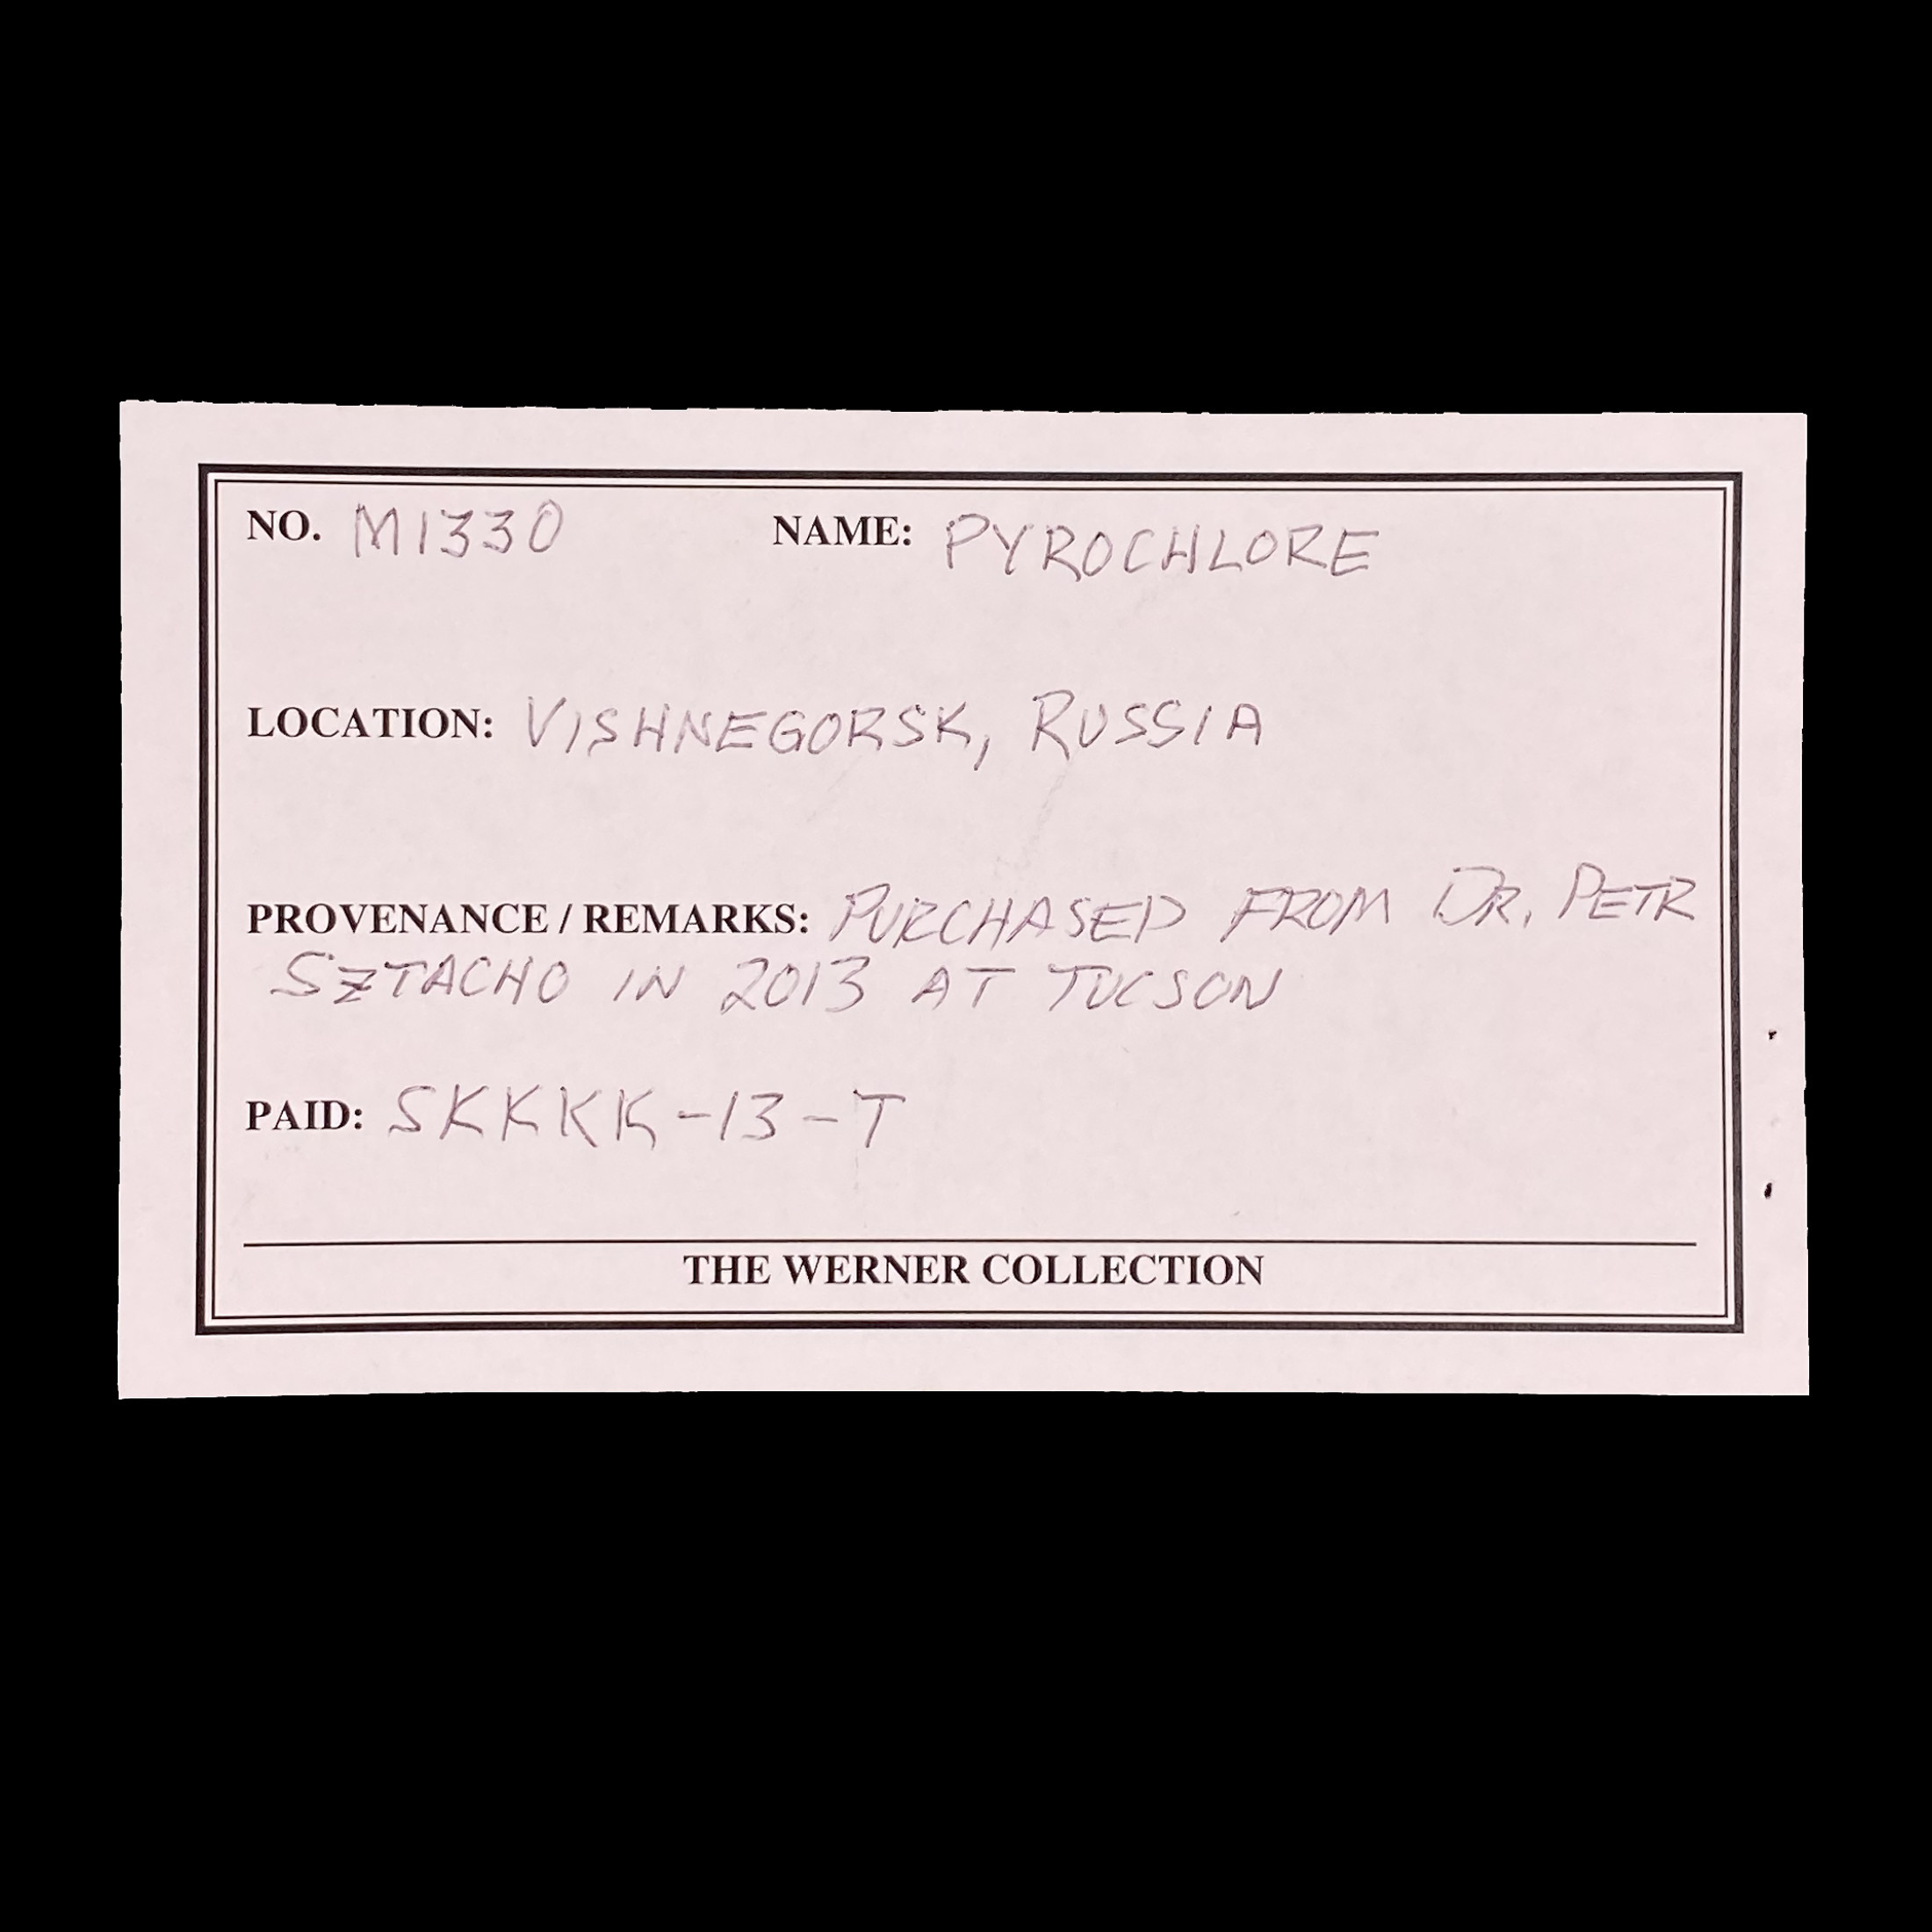 NO. M1330 NAME: PYROCHLORE
LOCATION: VISHNEGORSK, RUSSIA
PROVENANCE / REMARKS: PURCHASED FROM DR. PETR
SZTACHO IN 2013 AT TUCSON
PAID: SKKKK-13-T
THE WERNER COLLECTION